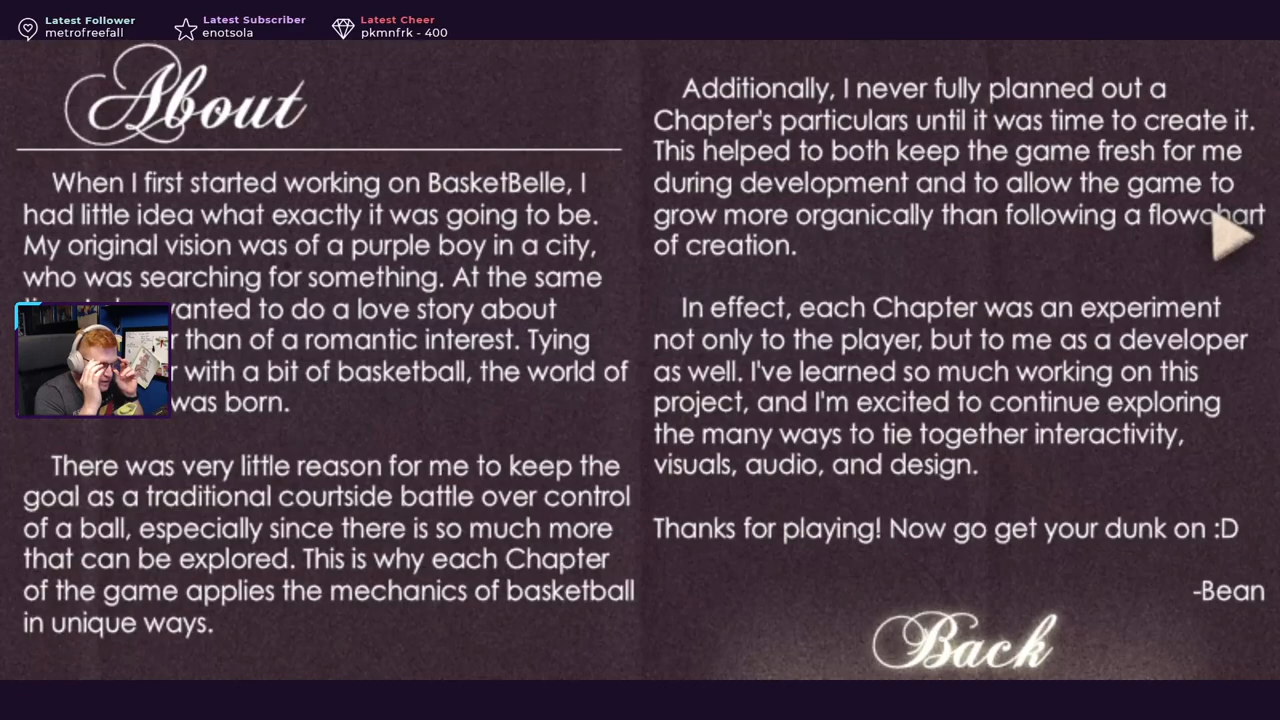 Latest Follower
metrofreefall
Latest Subscriber
enotsola
Latest Cheer
pkmnfrk - 400
About
When I first started working on BasketBelle, I
had little idea what exactly it was going to be.
My original vision was of a purple boy in a city,
who was searching for something. At the same
wanted to do a love story about
than of a romantic interest. Tying
with a bit of basketball, the world of
was born.
There was very little reason for me to keep the
goal as a traditional courtside battle over control
of a ball, especially since there is so much more
that can be explored. This is why each Chapter
of the game applies the mechanics of basketball
in unique ways.
Additionally, I never fully planned out a
Chapter's particulars until it was time to create it.
This helped to both keep the game fresh for me
during development and to allow the game to
grow more organically than following a flowchart
of creation.
In effect, each Chapter was an experiment
not only to the player, but to me as a developer
as well. I've learned so much working on this
project, and I'm excited to continue exploring
the many ways to tie together interactivity,
visuals, audio, and design.
Thanks for playing! Now go get your dunk on :D
-Bean
Back